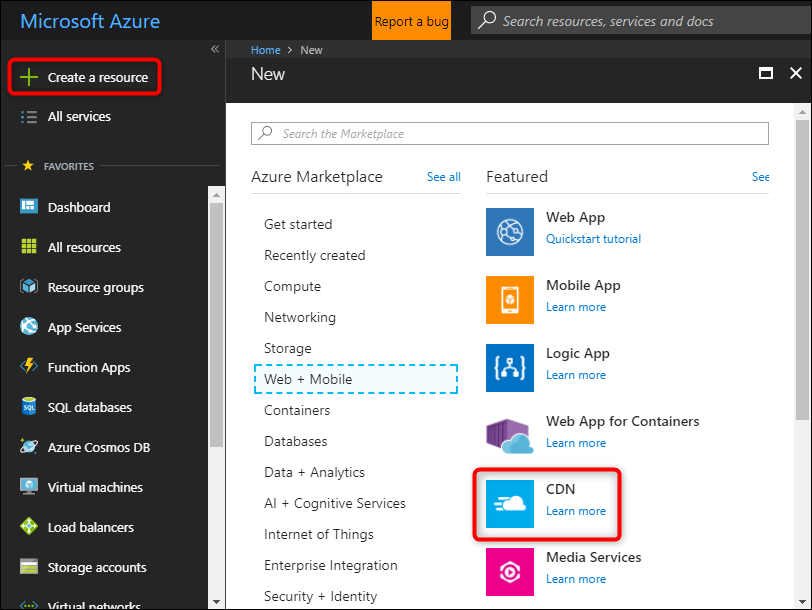 Microsoft Azure
Report a bug
Search resources, services and docs
Create a resource
All services
FAVORITES
Dashboard
All resources
Resource groups
App Services
Function Apps
SQL databases
Azure Cosmos DB
Virtual machines
Load balancers
Storage accounts
Virtual networks
Home > New
New
Search the Marketplace
Azure Marketplace
See all
Get started
Recently created
Compute
Networking
Storage
Web + Mobile
Containers
Databases
Data + Analytics
AI + Cognitive Services
Internet of Things
Enterprise Integration
Security + Identity
Featured
See
Web App
Quickstart tutorial
Mobile App
Learn more
Logic App
Learn more
Web App for Containers
Learn more
CDN
Learn more
Media Services
Learn more